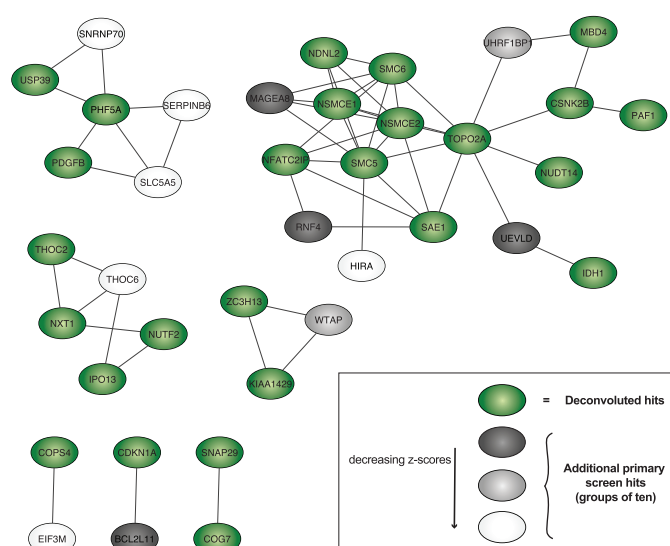 SNRNP70
USP39
PHF5A
SERPINB6
PDGFB
SLC5A5
NDNL2
SMC6
MAGEA8
NSMCE1
NSMCE2
NFATC2IP
SMC5
TOPO2A
RNF4
SAE1
HIRA
UHRF1BP1
MBD4
CSNK2B
PAF1
NUDT14
UEVLD
IDH1
THOC2
THOC6
NXT1
NUTF2
IPO13
ZC3H13
WTAP
KIAA1429
COPS4
CDKN1A
SNAP29
EIF3M
BCL2L11
COG7
= Deconvoluted hits
decreasing z-scores
Additional primary
screen hits
(groups of ten)